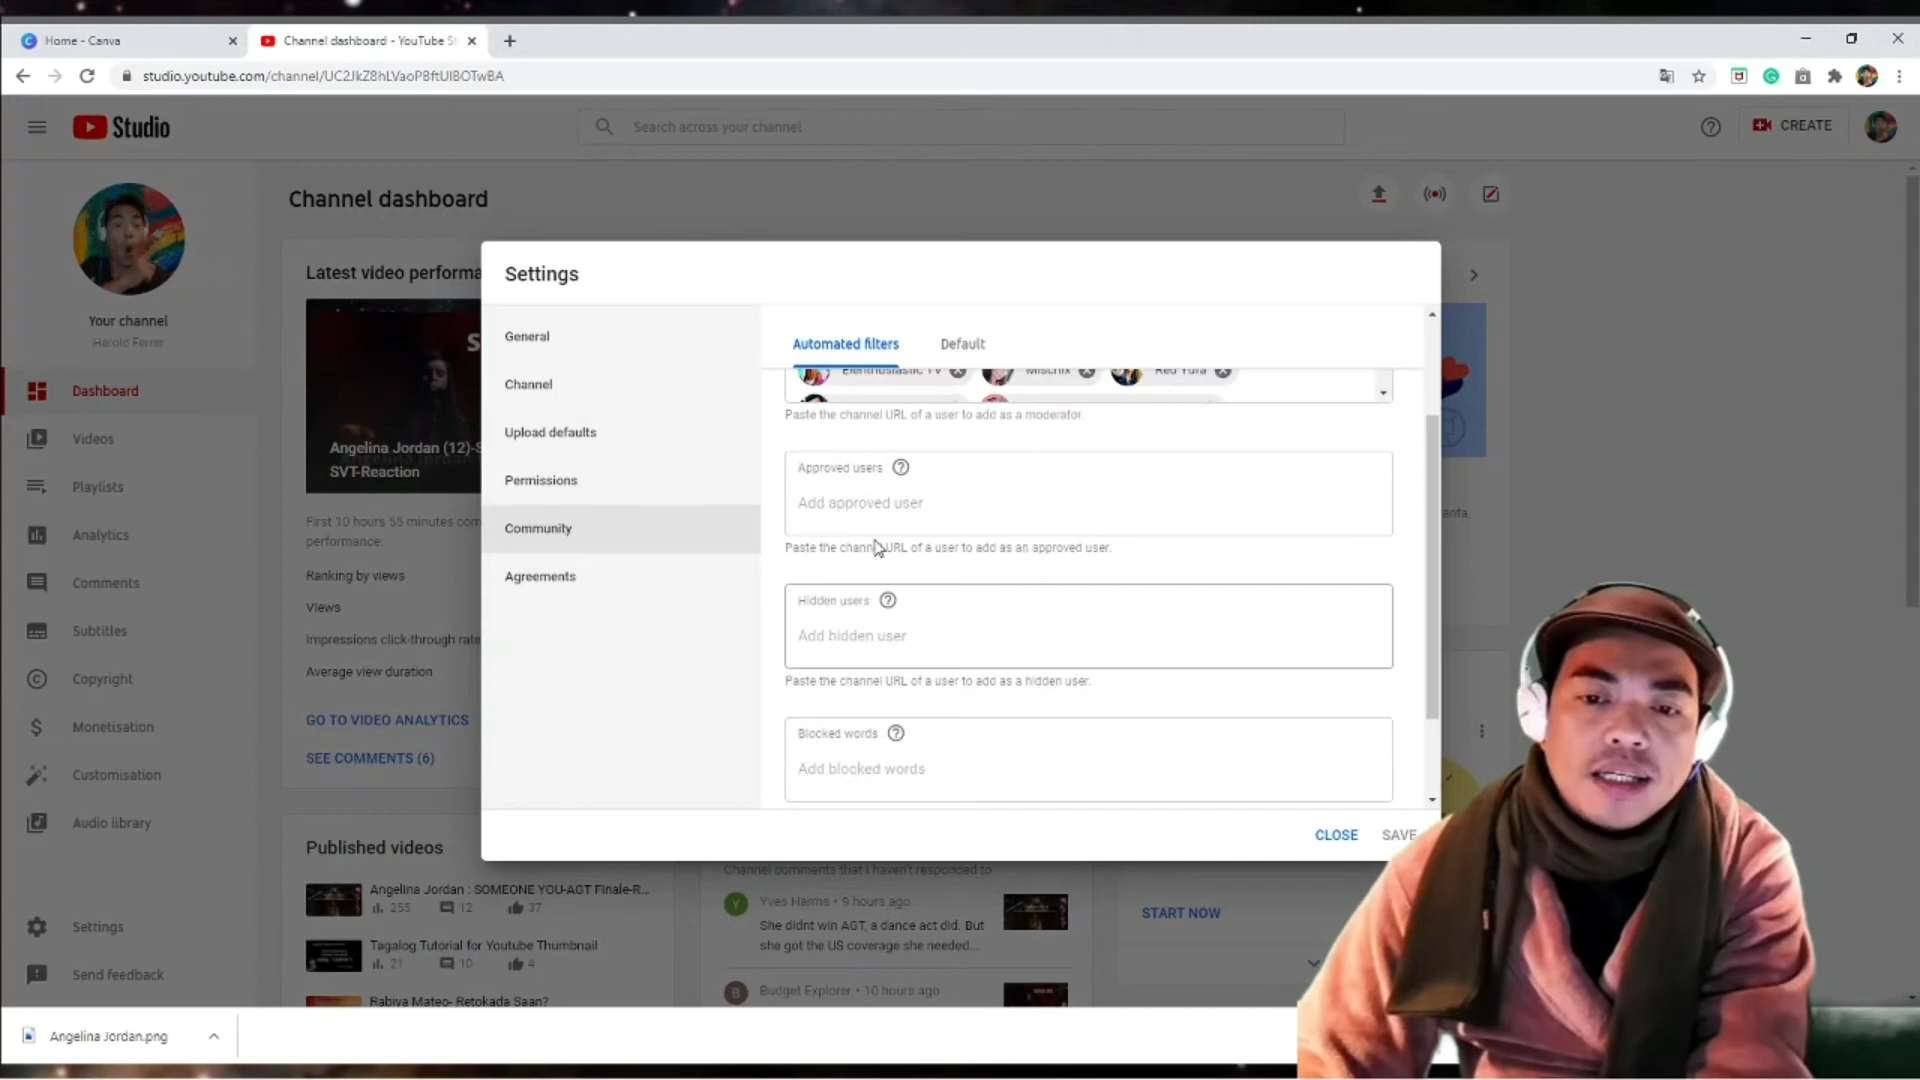 Home - Canva
Channel dashboard - YouTube St
studio.youtube.com/channel/UC2JkZ8hLVaoPBftUIBOTwBA
Studio
Search across your channel
CREATE
Channel dashboard
Your channel
Harold Ferrer
Dashboard
Videos
Playlists
Analytics
Comments
Subtitles
Copyright
Monetisation
Customisation
Audio library
Settings
Send feedback
Latest video performa
Angelina Jordan (12)-S
SVT-Reaction
First 10 hours 55 minutes com
performance:
Ranking by views
Views
Impressions click-through rate
Average view duration
GO TO VIDEO ANALYTICS
SEE COMMENTS (6)
Published videos
Angelina Jordan : SOMEONE YOU-AGT Finale-R...
255 12 37
Tagalog Tutorial for Youtube Thumbnail
21 10 4
Rabiya Mateo- Retokada Saan?
Settings
General
Channel
Upload defaults
Permissions
Community
Agreements
Automated filters
Default
Elenthusiastic TV
Mischix
Red Yura
Paste the channel URL of a user to add as a moderator.
Approved users
Add approved user
Paste the channel URL of a user to add as an approved user.
Hidden users
Add hidden user
Paste the channel URL of a user to add as a hidden user.
Blocked words
Add blocked words
CLOSE
SAVE
Channel comments that I haven't responded to
Y
Yves Harms • 9 hours ago
She didnt win AGT, a dance act did. But
she got the US coverage she needed....
B
Budget Explorer • 10 hours ago
START NOW
Angelina Jordan.png